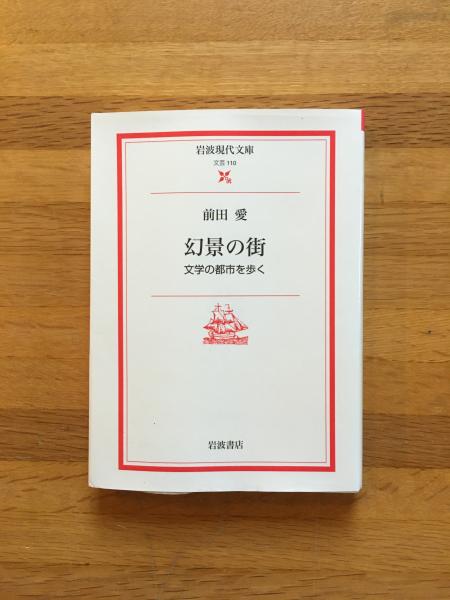 岩波現代文庫
文芸 110
前田 愛
幻景の街
文学の都市を歩く
岩波書店